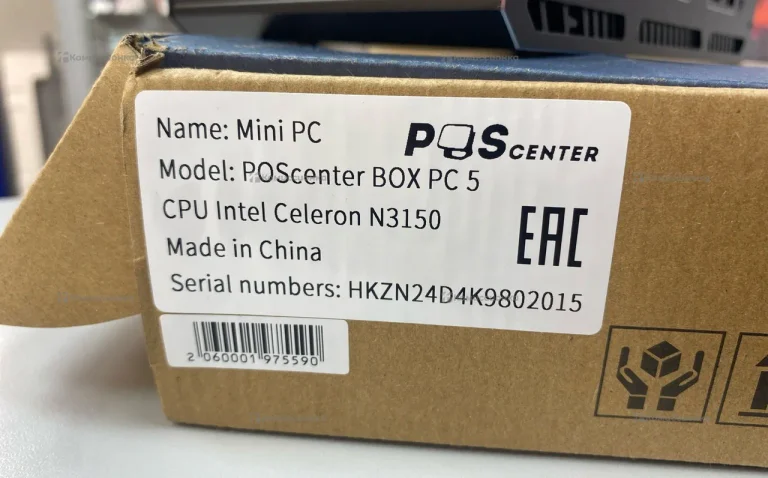 Name: Mini PC
POSCENTER
Model: POScenter BOX PC 5
CPU Intel Celeron N3150
EAC
Made in China
Serial numbers: HKZN24D4K9802015
2 060001 975590